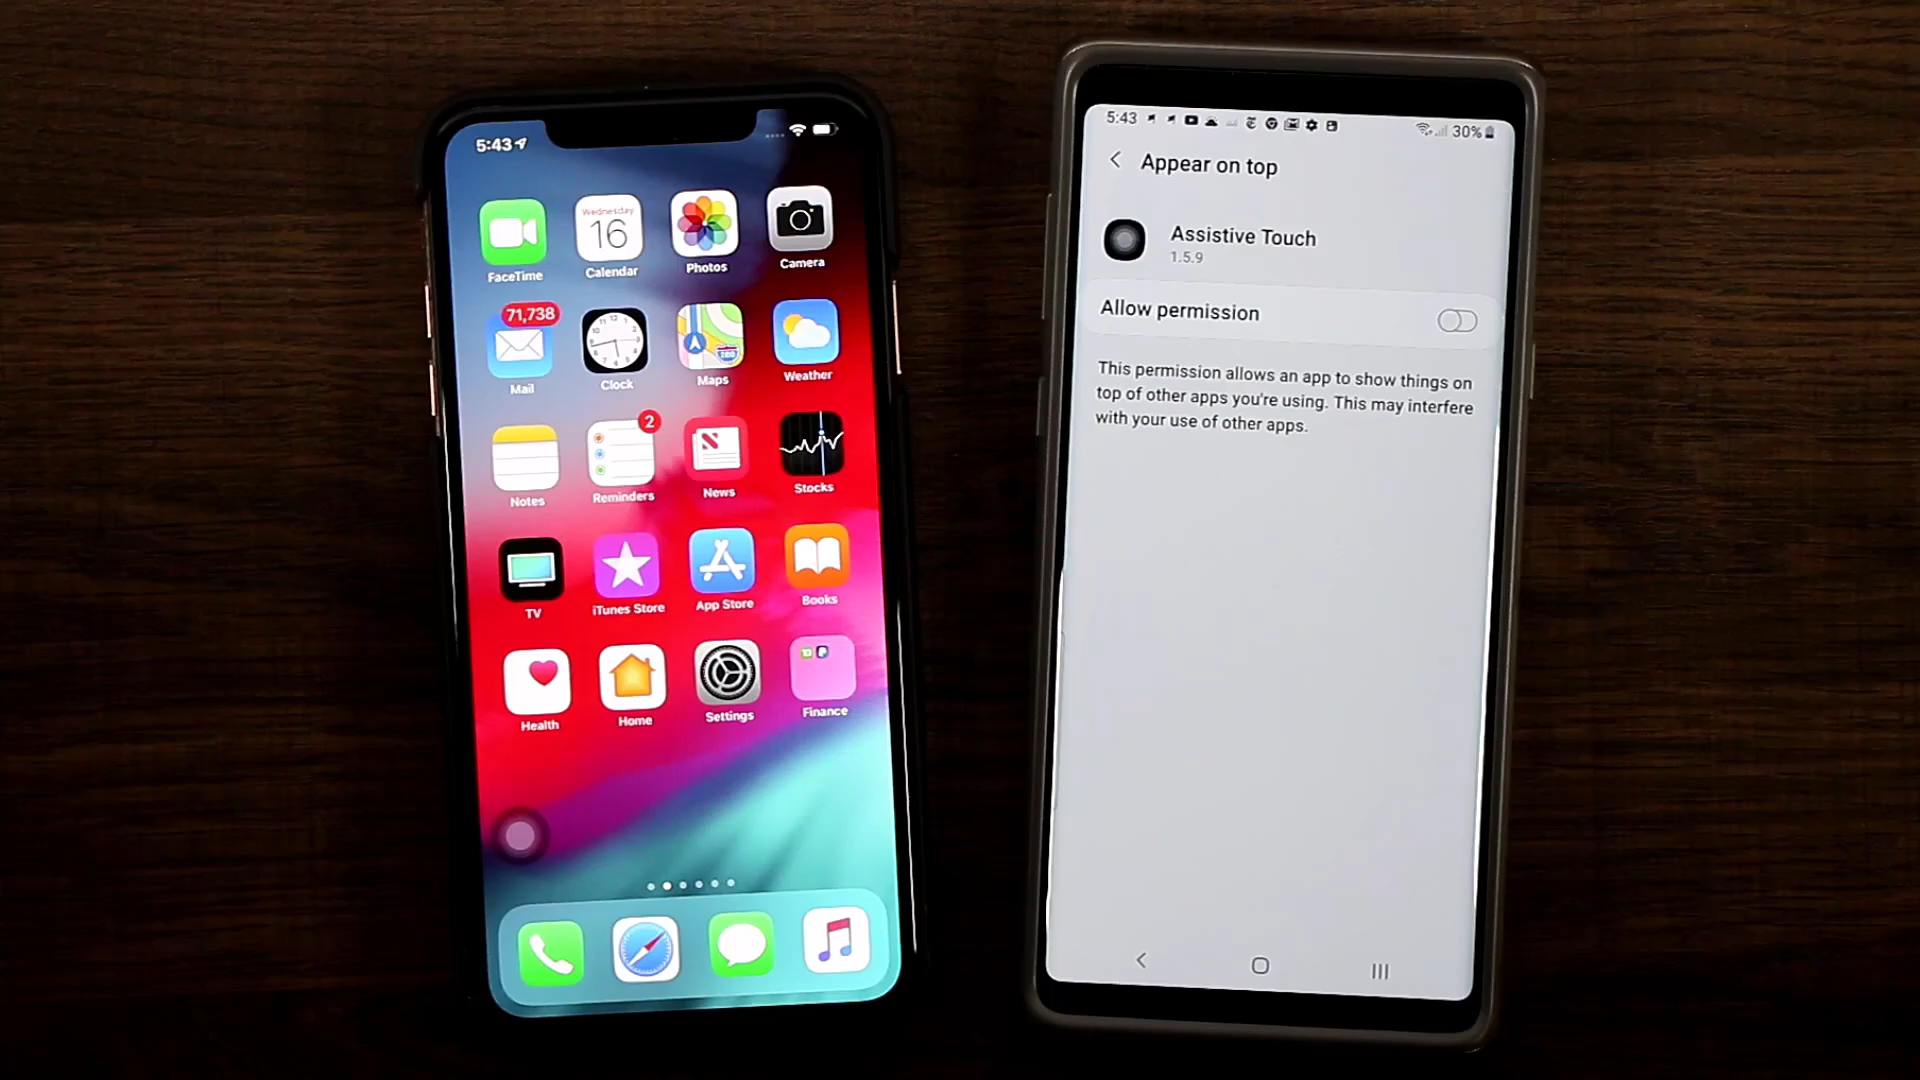 5:43
Wednesday
16
FaceTime
Calendar
Photos
Camera
71,738
12
280
Mail
Clock
Maps
Weather
2
Notes
Reminders
News
Stocks
TV
iTunes Store
App Store
Books
Health
Home
Settings
Finance
5:43
30%
Appear on top
Assistive Touch
1.5.9
Allow permission
This permission allows an app to show things on
top of other apps you're using. This may interfere
with your use of other apps.